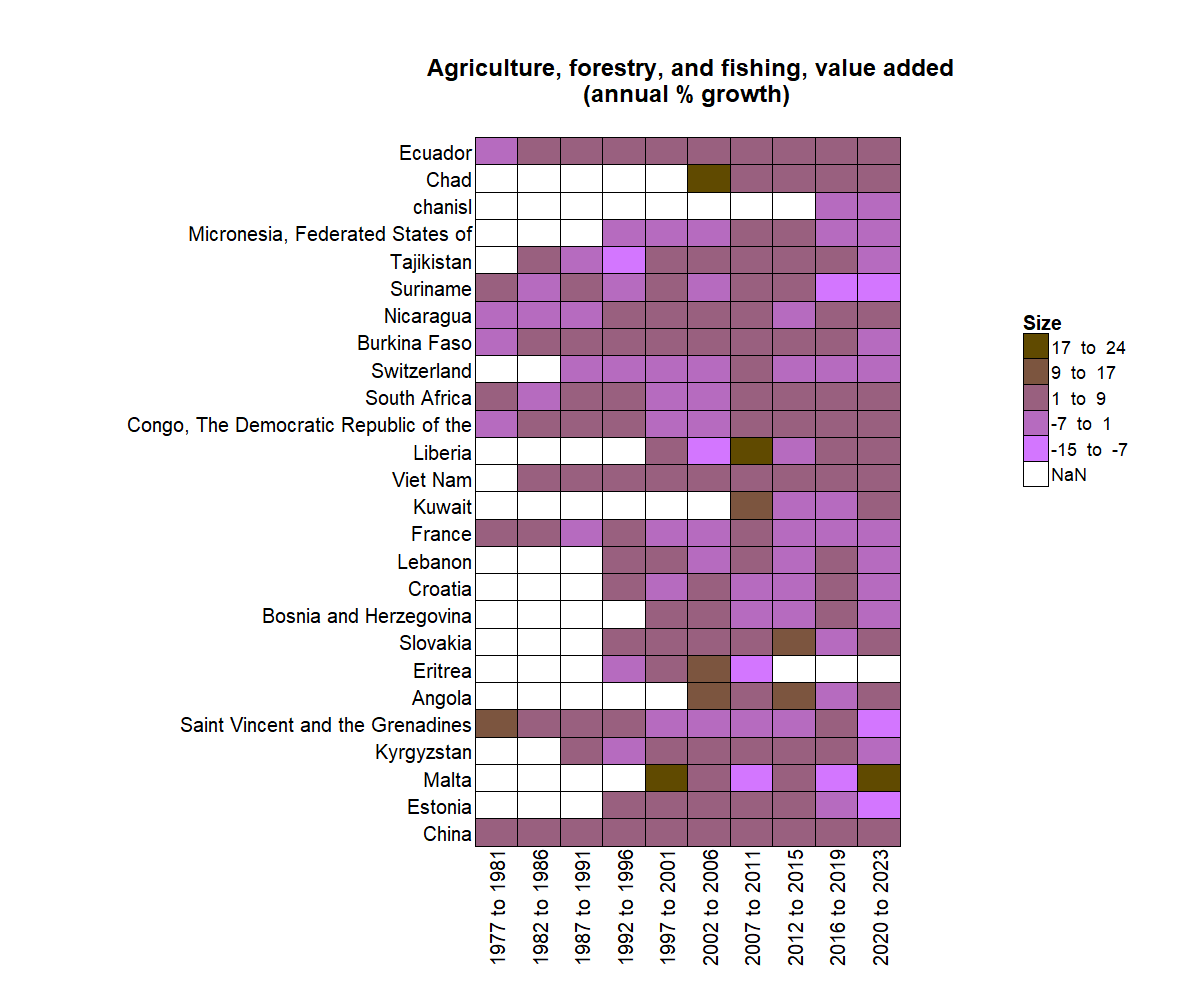 Agriculture, forestry, and fishing, value added
(annual % growth)
Ecuador
Chad
chanisl
Micronesia, Federated States of
Tajikistan
Suriname
Nicaragua
Burkina Faso
Switzerland
South Africa
Congo, The Democratic Republic of the
Liberia
Viet Nam
Kuwait
France
Lebanon
Croatia
Bosnia and Herzegovina
Slovakia
Eritrea
Angola
Saint Vincent and the Grenadines
Kyrgyzstan
Malta
Estonia
China
1977 to 1981
1982 to 1986
1987 to 1991
1992 to 1996
1997 to 2001
2002 to 2006
2007 to 2011
2012 to 2015
2016 to 2019
2020 to 2023
Size
17 to 24
9 to 17
1 to 9
-7 to 1
-15 to -7
NaN